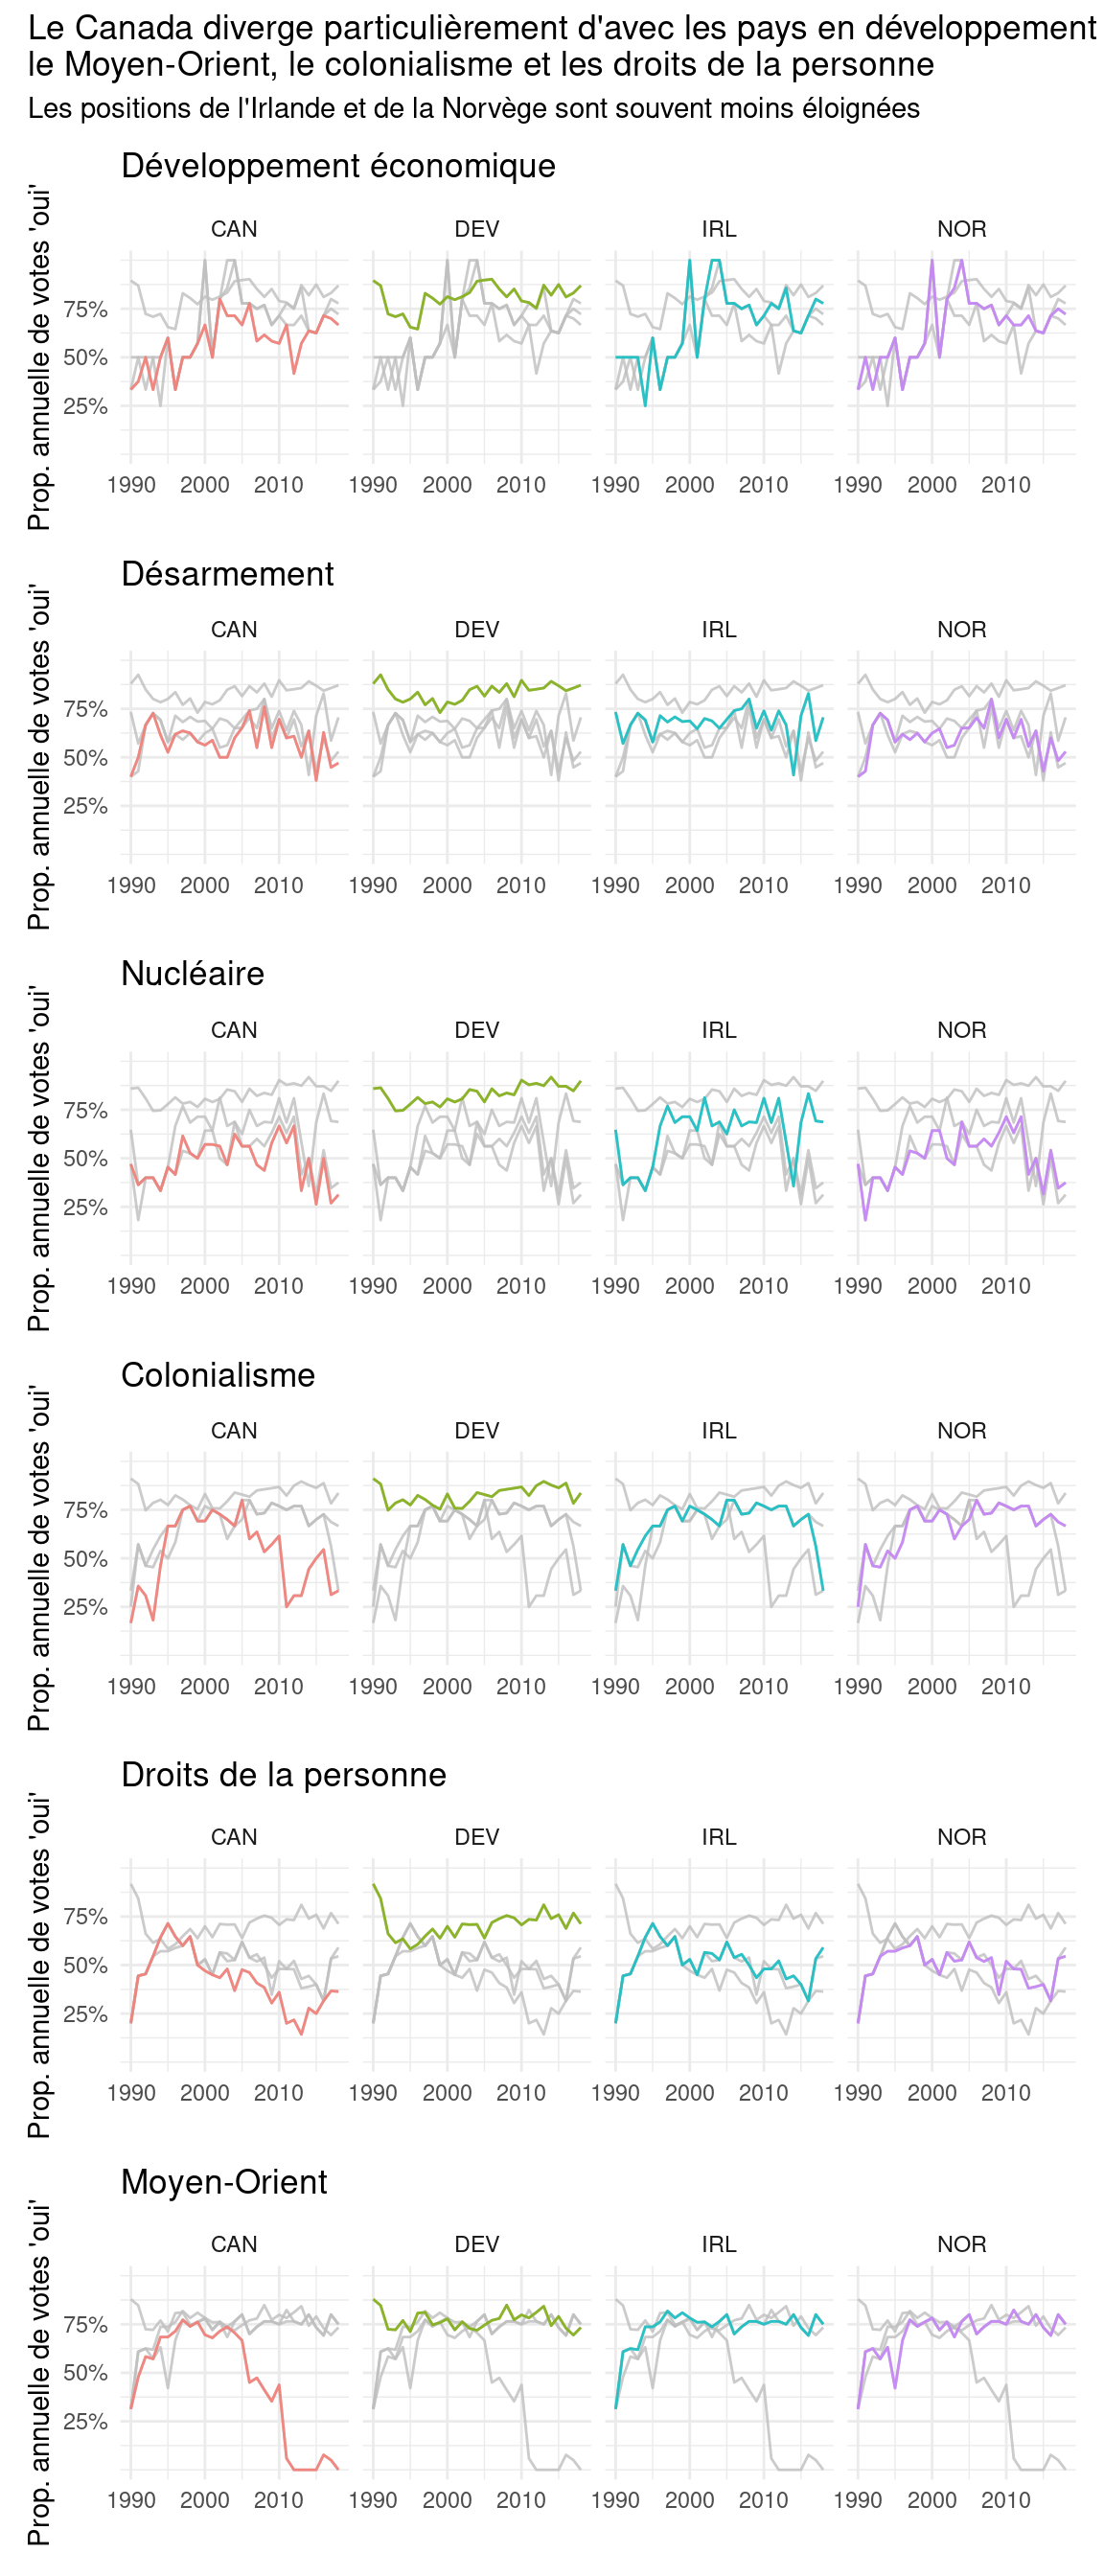 Le Canada diverge particulièrement d'avec les pays en développement
le Moyen-Orient, le colonialisme et les droits de la personne
Les positions de l'Irlande et de la Norvège sont souvent moins éloignées
Développement économique
Prop. annuelle de votes 'oui'
CAN DEV IRL NOR
75%
50%
25%
1990 2000 2010 1990 2000 2010 1990 2000 2010 1990 2000 2010
Désarmement
Prop. annuelle de votes 'oui'
CAN DEV IRL NOR
75%
50%
25%
1990 2000 2010 1990 2000 2010 1990 2000 2010 1990 2000 2010
Nucléaire
Prop. annuelle de votes 'oui'
CAN DEV IRL NOR
75%
50%
25%
1990 2000 2010 1990 2000 2010 1990 2000 2010 1990 2000 2010
Colonialisme
Prop. annuelle de votes 'oui'
CAN DEV IRL NOR
75%
50%
25%
1990 2000 2010 1990 2000 2010 1990 2000 2010 1990 2000 2010
Droits de la personne
Prop. annuelle de votes 'oui'
CAN DEV IRL NOR
75%
50%
25%
1990 2000 2010 1990 2000 2010 1990 2000 2010 1990 2000 2010
Moyen-Orient
Prop. annuelle de votes 'oui'
CAN DEV IRL NOR
75%
50%
25%
1990 2000 2010 1990 2000 2010 1990 2000 2010 1990 2000 2010